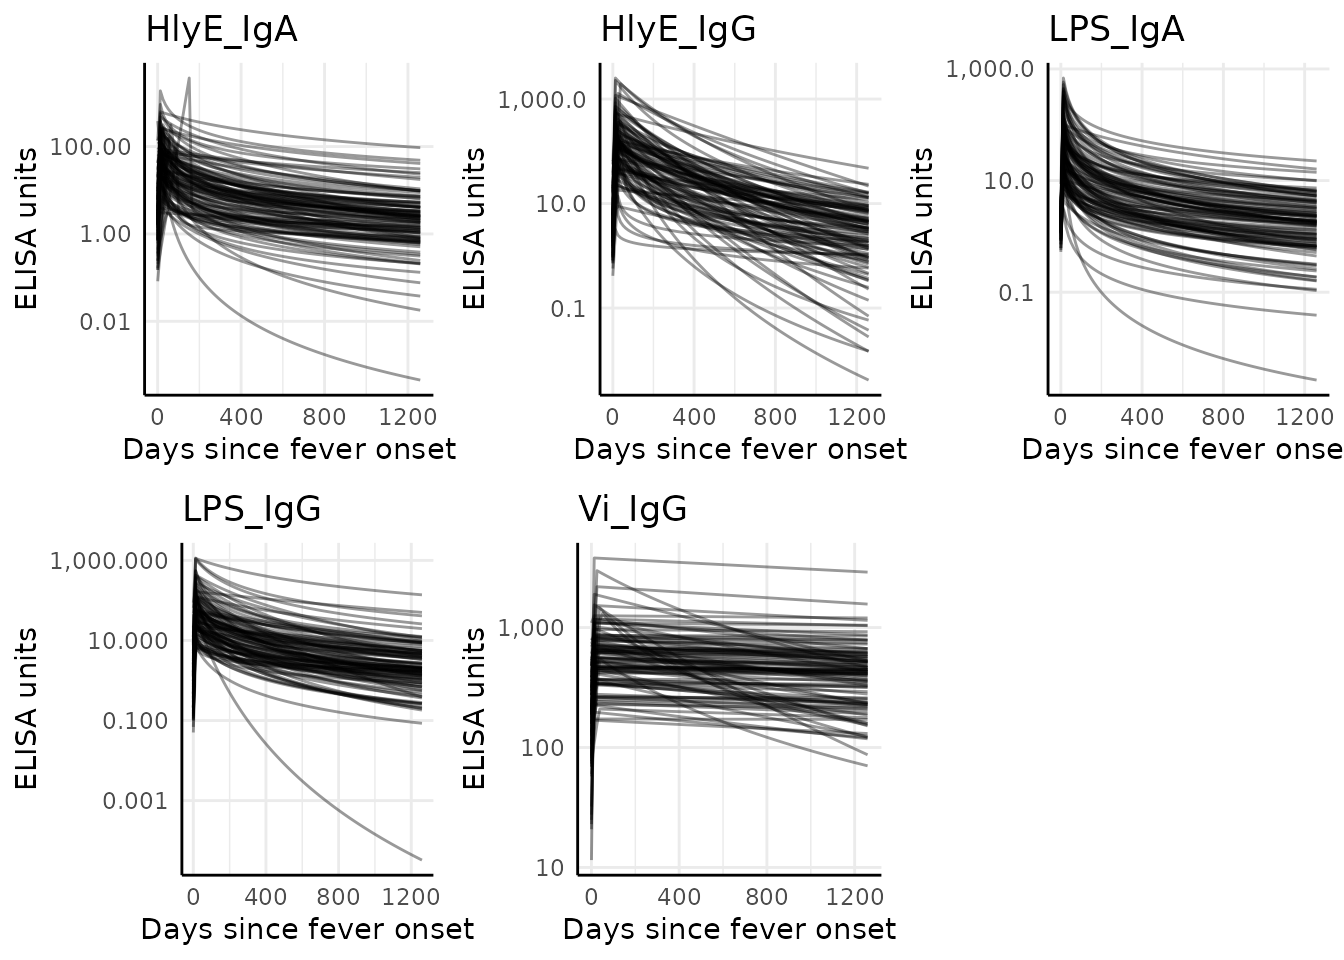 HlyE_IgA
ELISA units
100.00
1.00
0.01
0 400 800 1200
Days since fever onset
HlyE_IgG
ELISA units
1,000.0
10.0
0.1
0 400 800 1200
Days since fever onset
LPS_IgA
ELISA units
1,000.0
10.0
0.1
0 400 800 1200
Days since fever onse
LPS_IgG
ELISA units
1,000.000
10.000
0.100
0.001
0 400 800 1200
Days since fever onset
Vi_IgG
ELISA units
1,000
100
10
0 400 800 1200
Days since fever onset